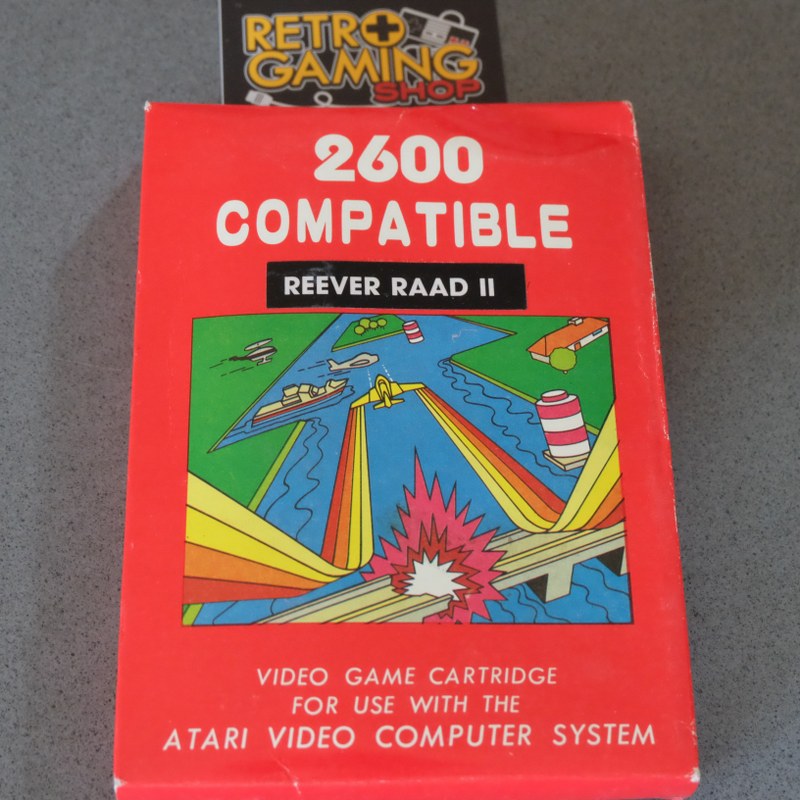 RETRO
GAMING
SHOP
2600
COMPATIBLE
REEVER RAAD II
VIDEO GAME CARTRIDGE
FOR USE WITH THE
ATARI VIDEO COMPUTER SYSTEM